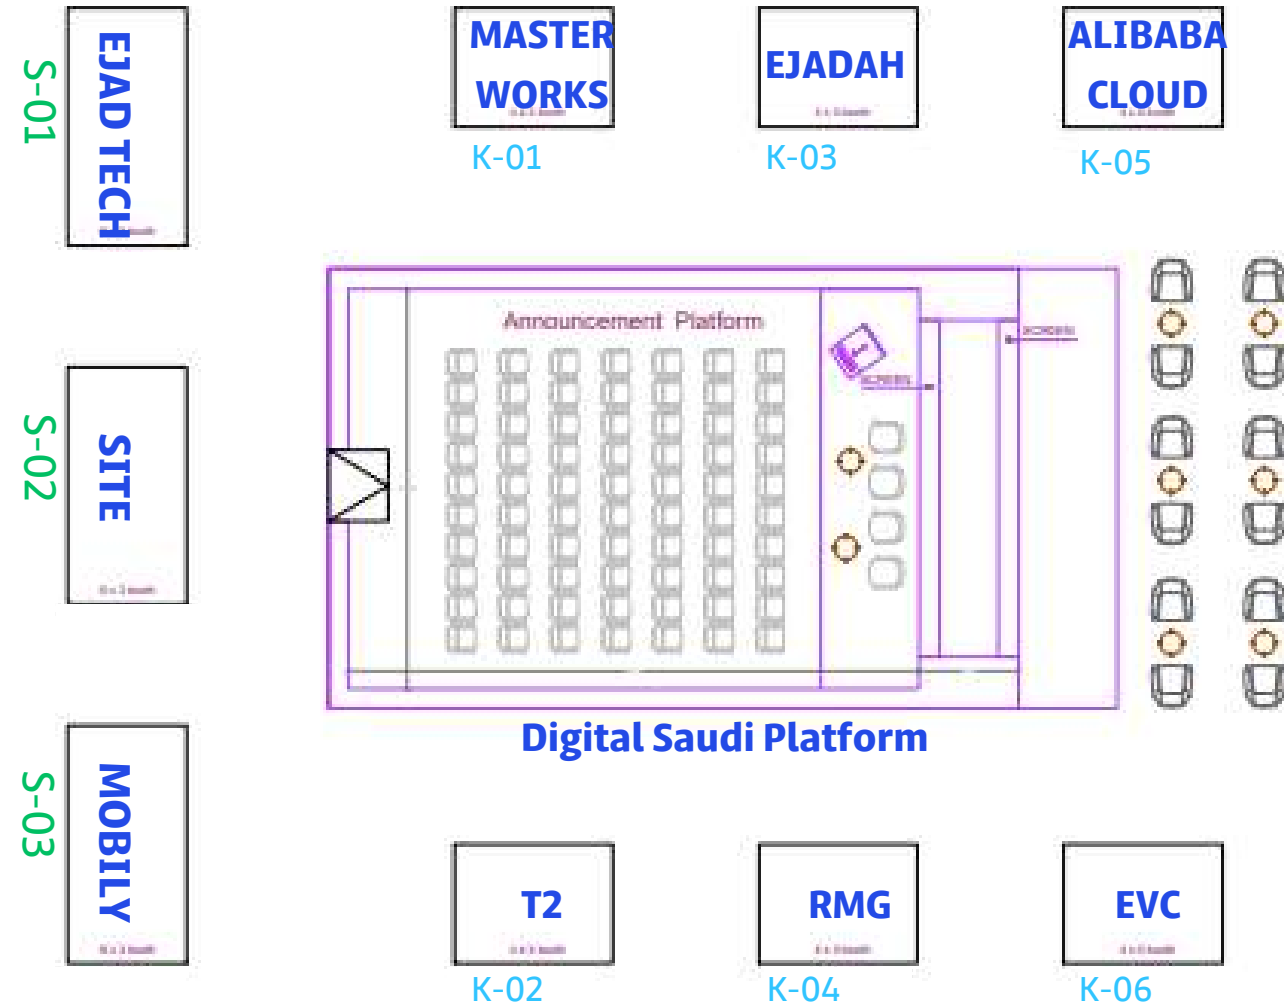 S-01
EJAD TECH
MASTER
WORKS
K-01
EJADAH
K-03
ALIBABA
CLOUD
K-05
Announcement Platform
S-02
SITE
Digital Saudi Platform
S-03
MOBILY
T2
K-02
RMG
K-04
EVC
K-06